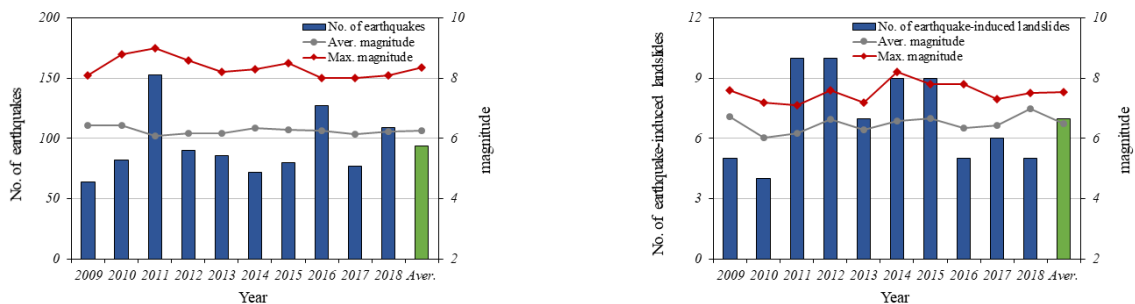 200
150
100
50
0
No. of earthquakes
No. of earthquakes
Aver. magnitude
Max. magnitude
10
8
6
4
2
magnitude
2009 2010 2011 2012 2013 2014 2015 2016 2017 2018 Aver.
Year
12
9
6
3
0
No. of earthquake-induced landslides
No. of earthquake-induced landslides
Aver. magnitude
Max. magnitude
10
8
6
4
2
magnitude
2009 2010 2011 2012 2013 2014 2015 2016 2017 2018 Aver.
Year